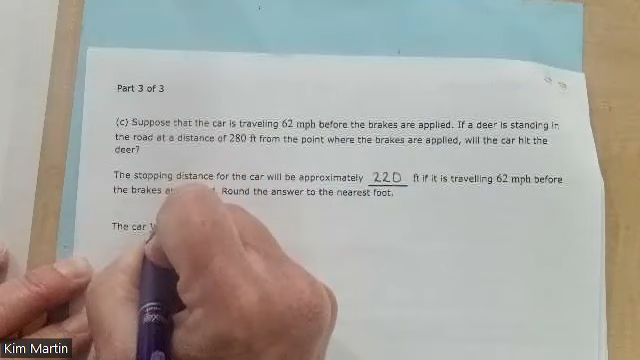 Part 3 of 3
(c) Suppose that the car is traveling 62 mph before the brakes are applied. If a deer is standing in
the road at a distance of 280 ft from the point where the brakes are applied, will the car hit the
deer?
The stopping distance for the car will be approximately 220 ft if it is travelling 62 mph before
the brakes Round the answer to the nearest foot.
The car
Kim Martin